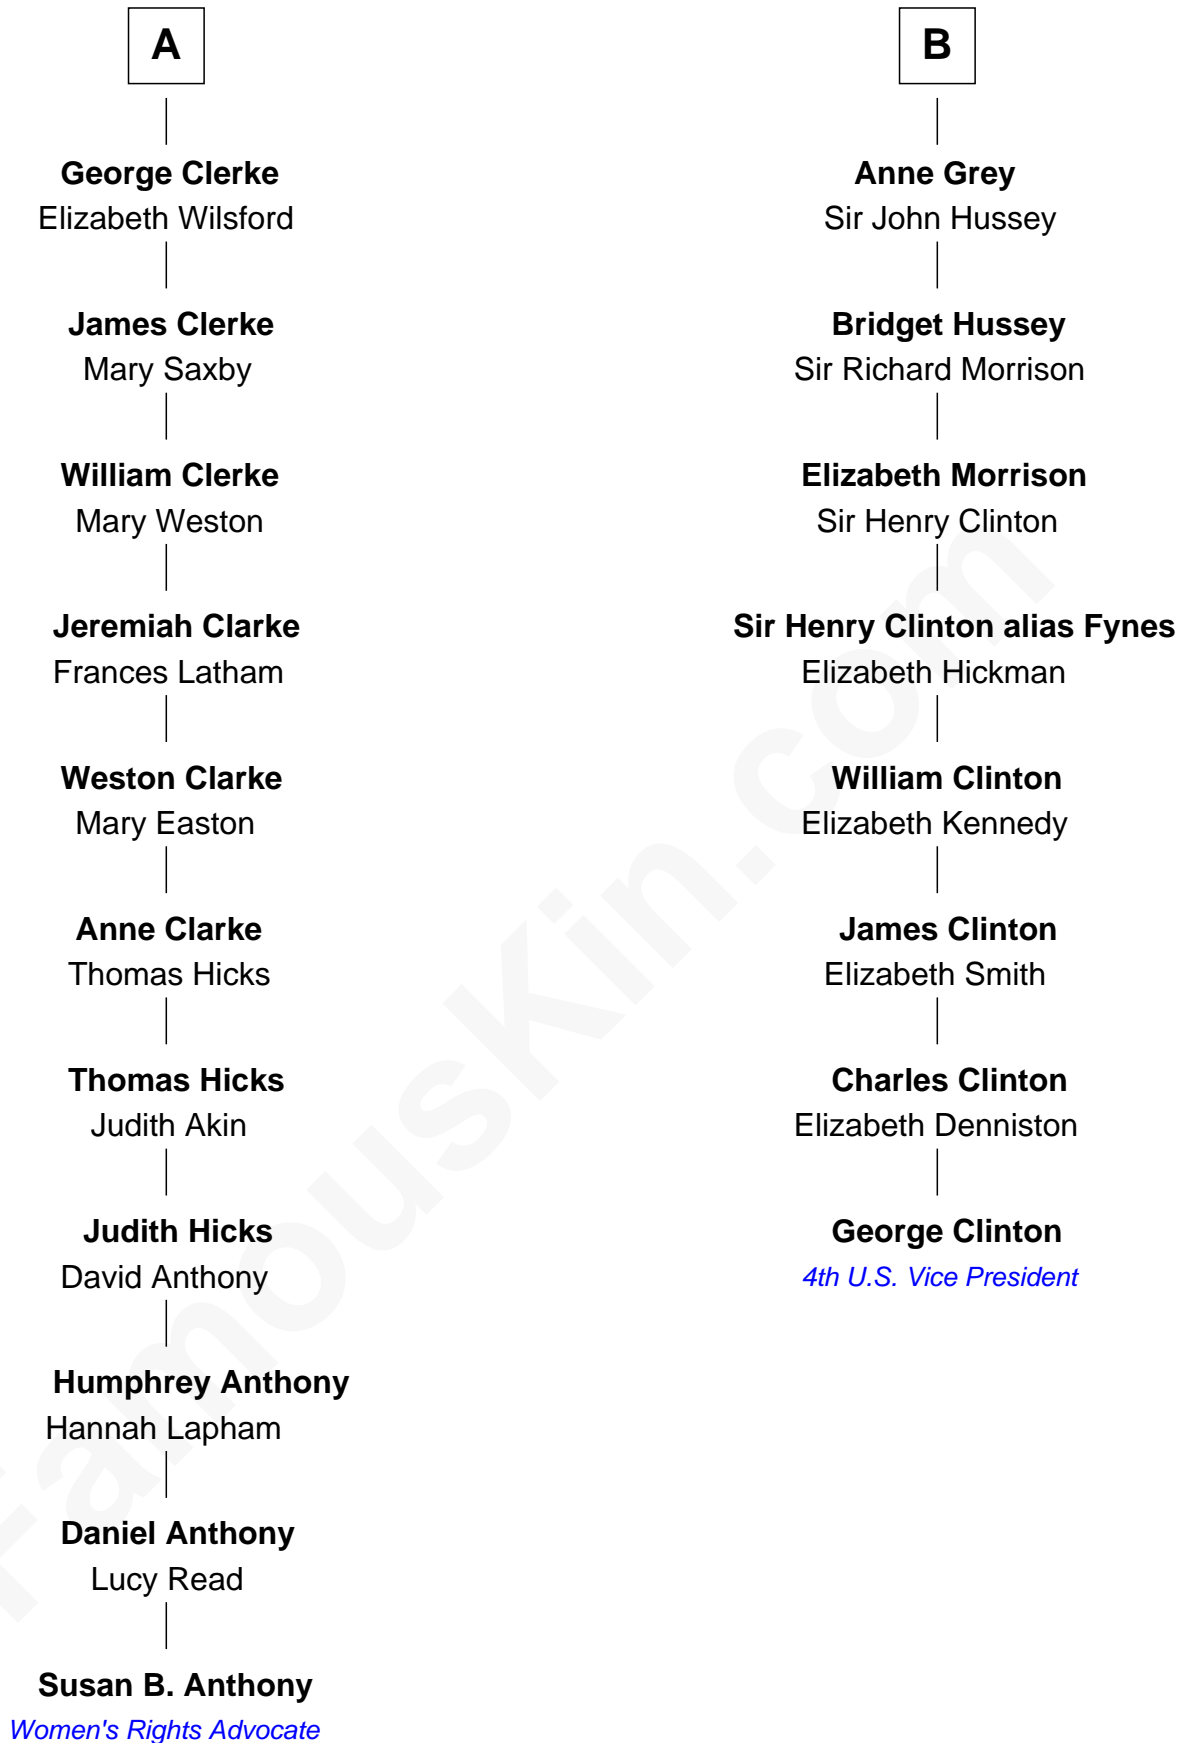 A
George Clerke
Elizabeth Wilsford
James Clerke
Mary Saxby
William Clerke
Mary Weston
Jeremiah Clarke
Frances Latham
Weston Clarke
Mary Easton
Anne Clarke
Thomas Hicks
Thomas Hicks
Judith Akin
Judith Hicks
David Anthony
Humphrey Anthony
Hannah Lapham
Daniel Anthony
Lucy Read
Susan B. Anthony
Women's Rights Advocate
B
Anne Grey
Sir John Hussey
Bridget Hussey
Sir Richard Morrison
Elizabeth Morrison
Sir Henry Clinton
Sir Henry Clinton alias Fynes
Elizabeth Hickman
William Clinton
Elizabeth Kennedy
James Clinton
Elizabeth Smith
Charles Clinton
Elizabeth Denniston
George Clinton
4th U.S. Vice President
FamousKin.com